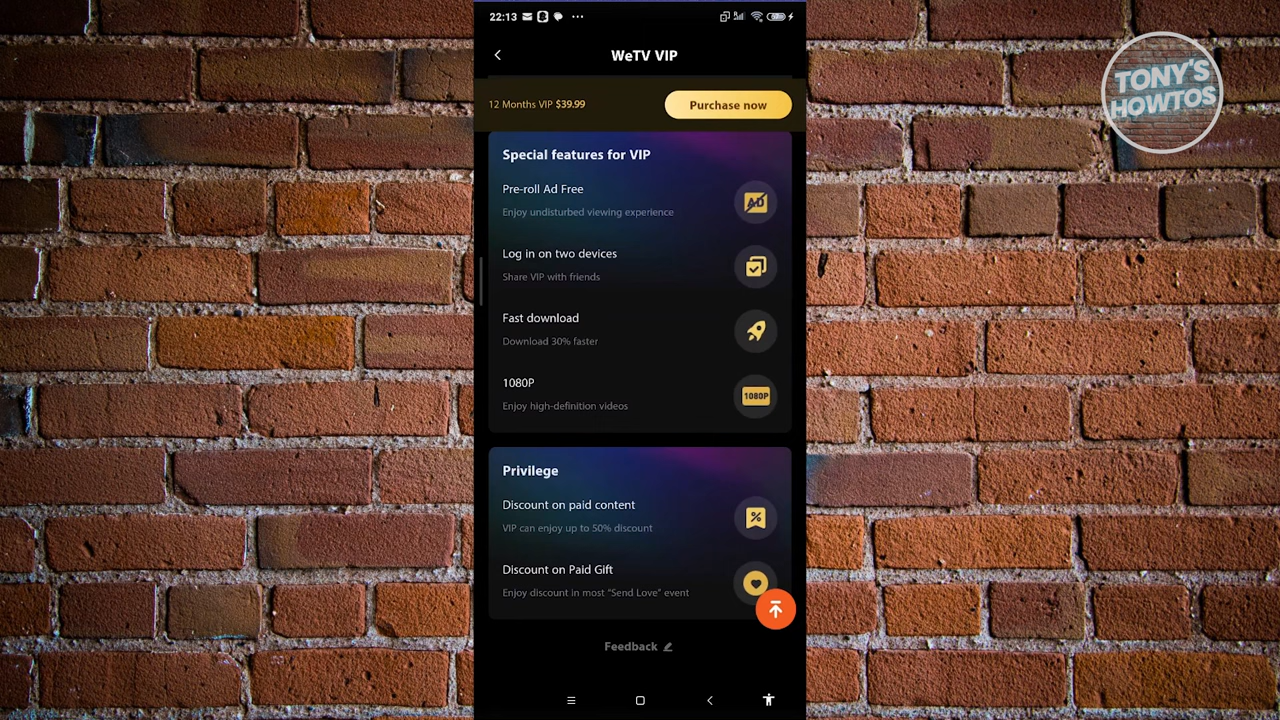 22:13
WeTV VIP
TONY'S
HOWTOS
12 Months VIP $39.99
Purchase now
Special features for VIP
Pre-roll Ad Free
Enjoy undisturbed viewing experience
AD
Log in on two devices
Share VIP with friends
Fast download
Download 30% faster
1080P
Enjoy high-definition videos
1080P
Privilege
Discount on paid content
VIP can enjoy up to 50% discount
%
Discount on Paid Gift
Enjoy discount in most “Send Love” event
Feedback